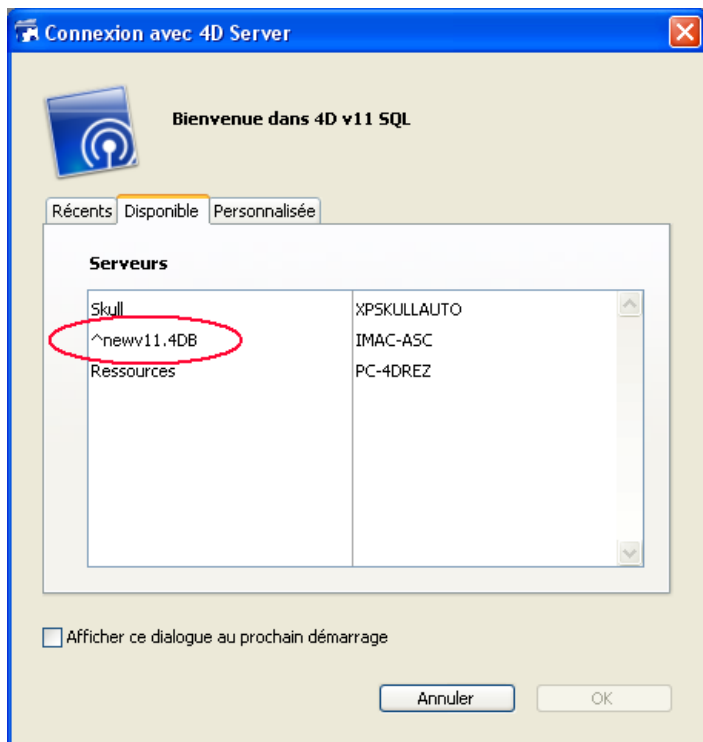 Connexion avec 4D Server
Bienvenue dans 4D v11 SQL
Récents Disponible Personnalisée
Serveurs
Skull XPSKULLAUTO
^newv11.4DB IMAC-ASC
Ressources PC-4DREZ
Afficher ce dialogue au prochain démarrage
Annuler OK